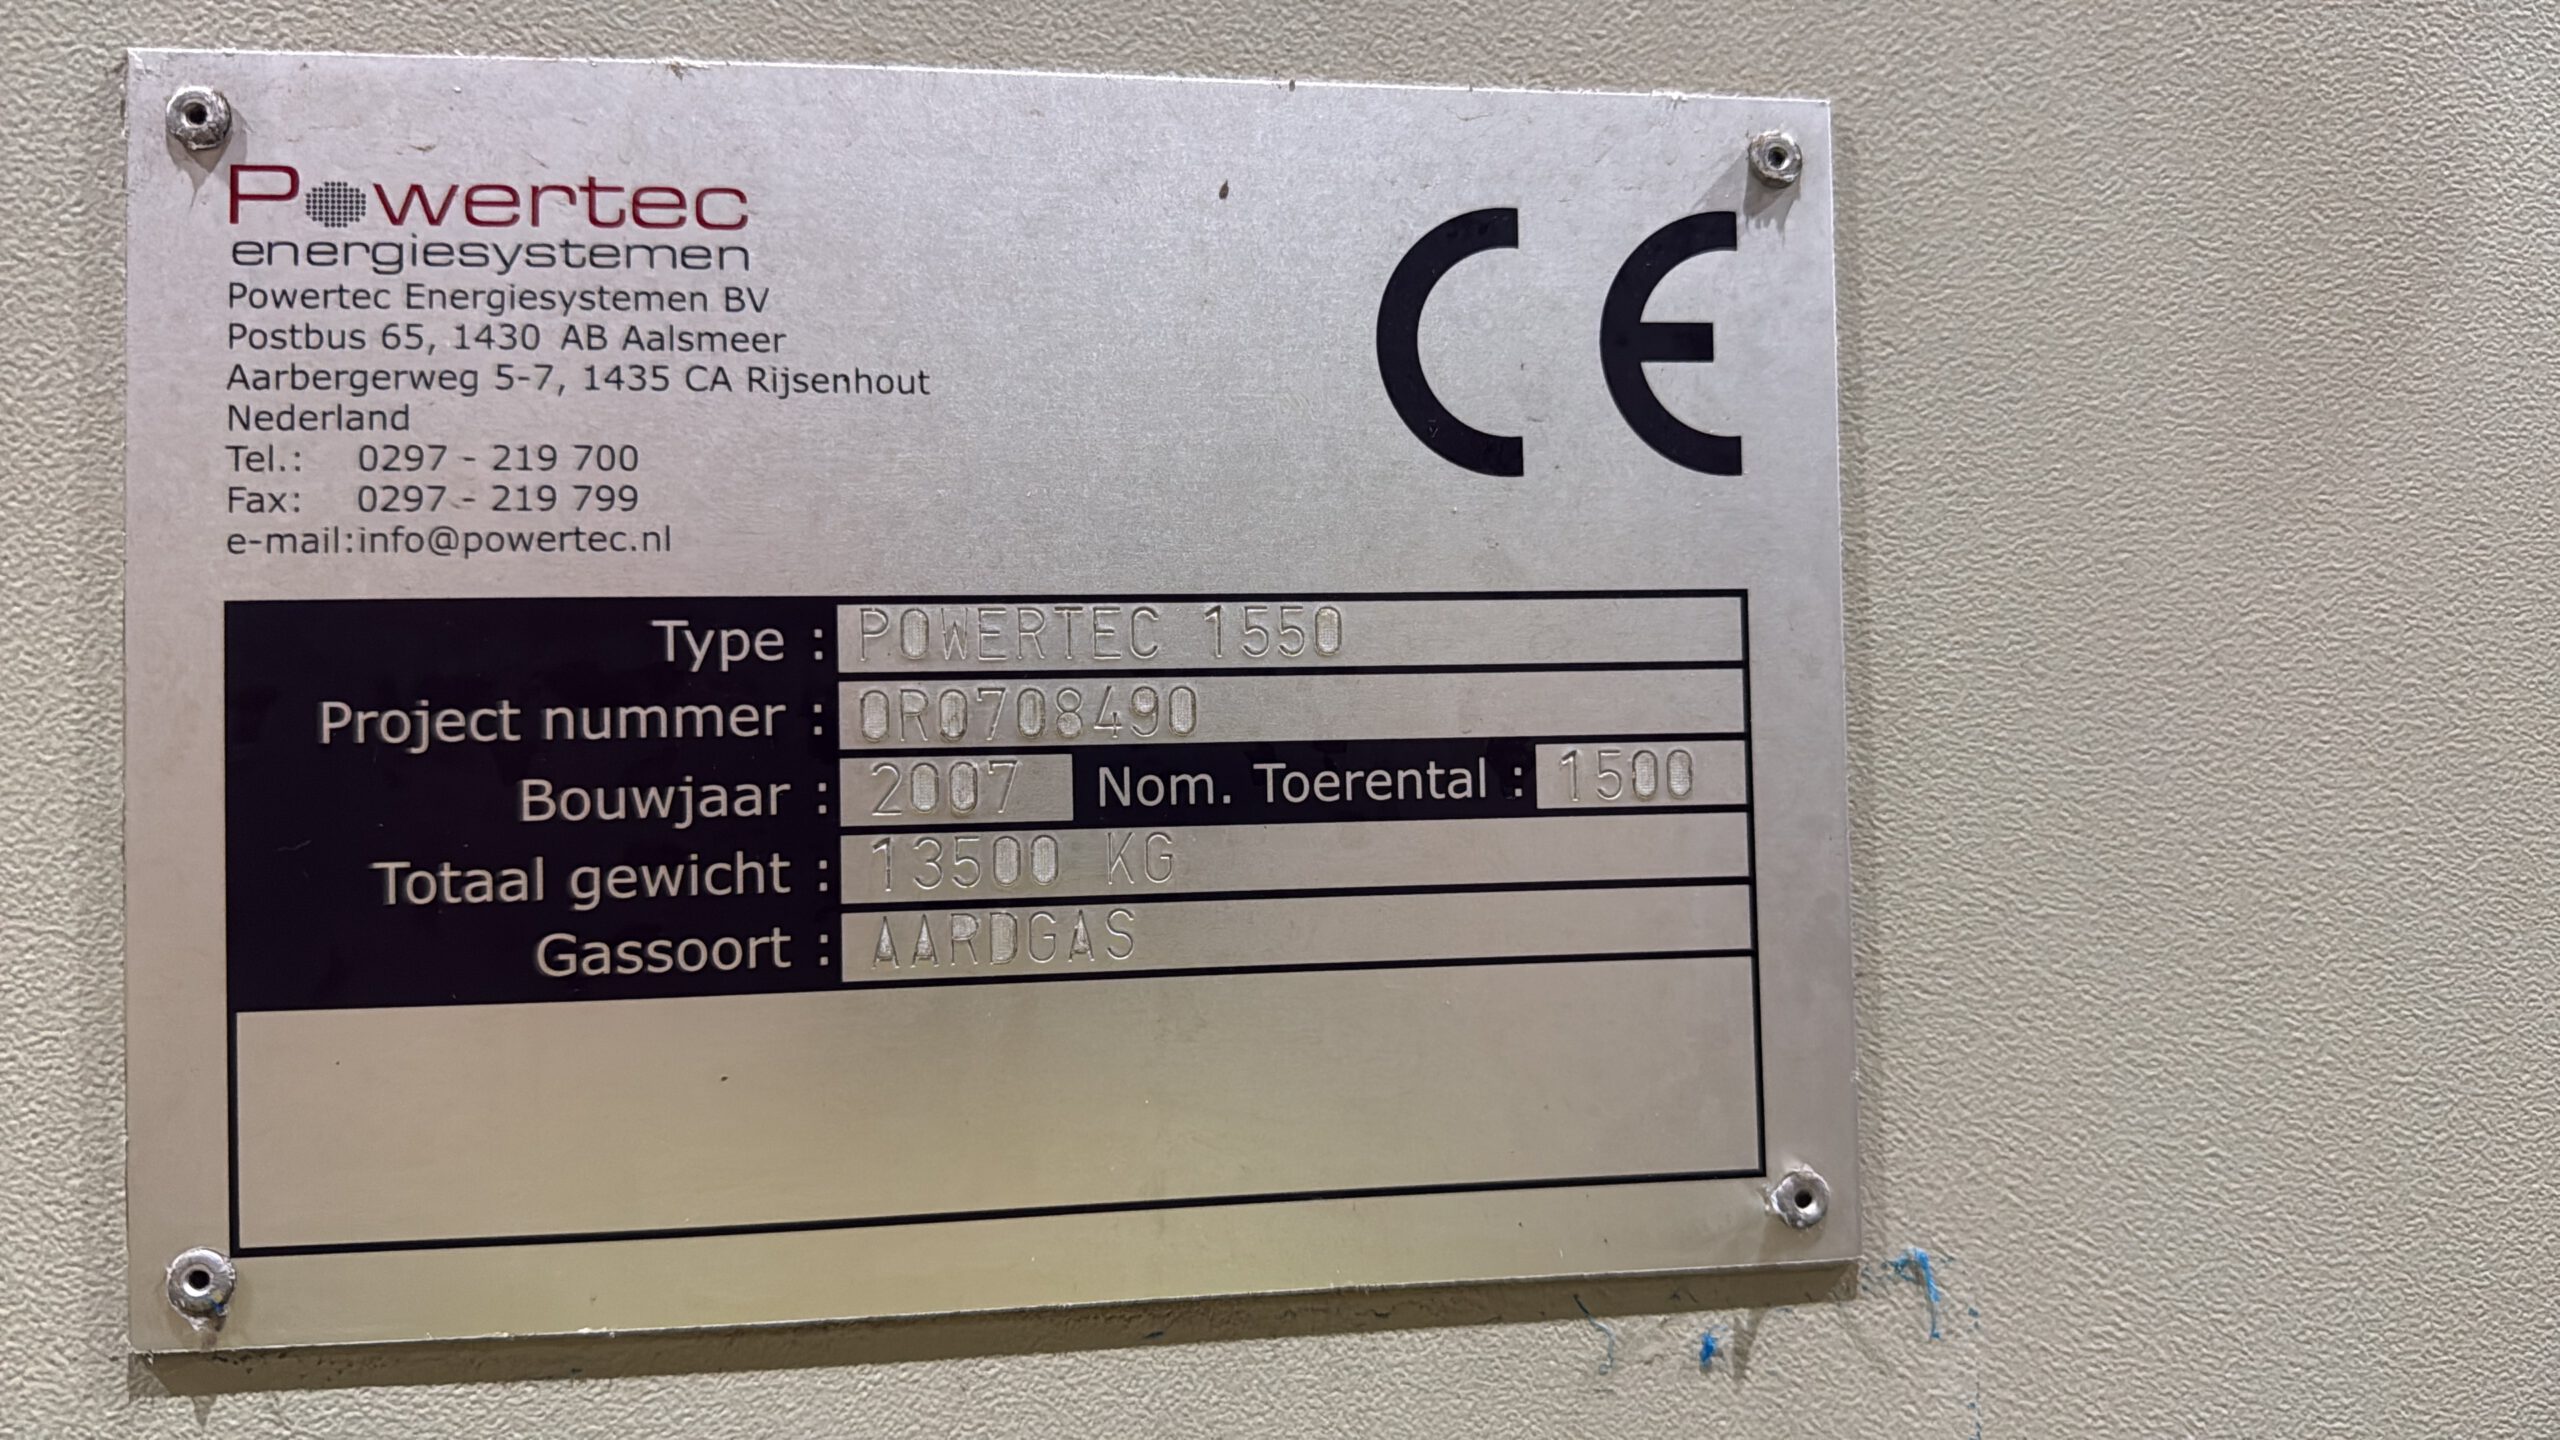 Powertec
energiesystemen
Powertec Energiesystemen BV
Postbus 65, 1430 AB Aalsmeer
Aarbergerweg 5-7, 1435 CA Rijsenhout
Nederland
Tel.: 0297 - 219 700
Fax: 0297 - 219 799
e-mail:info@powertec.nl
CE
Type : POWERTEC 1550
Project nummer : OR0708490
Bouwjaar : 2007 Nom. Toerental : 1500
Totaal gewicht : 13500 KG
Gassoort : AARDGAS